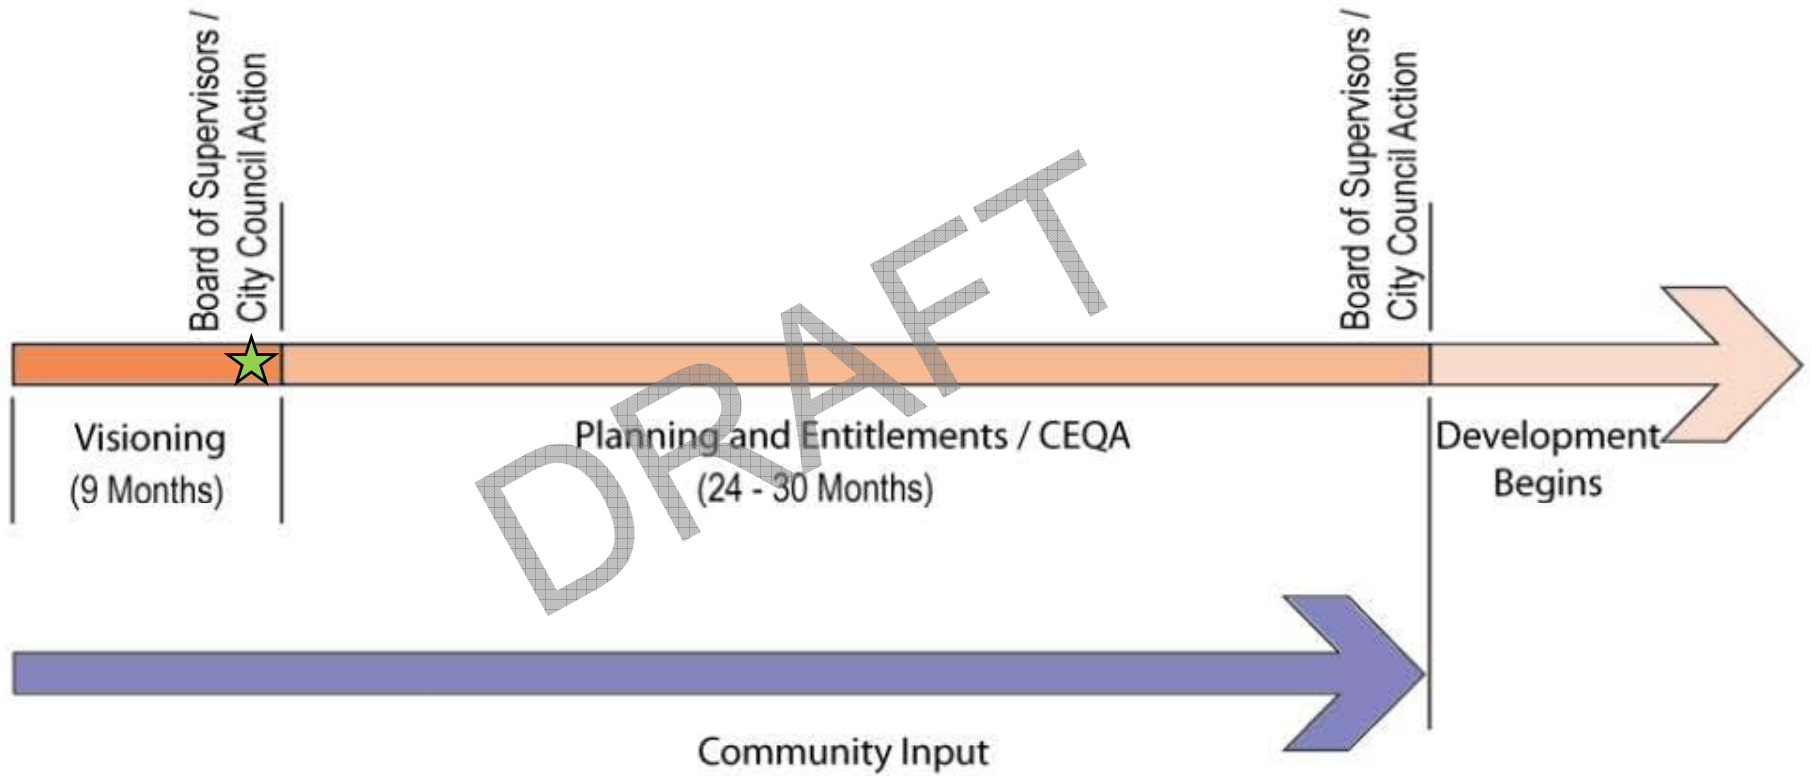 Board of Supervisors /
City Council Action
Board of Supervisors /
City Council Action
DRAFT
Visioning
(9 Months)
Planning and Entitlements / CEQA
(24 - 30 Months)
Development
Begins
Community Input